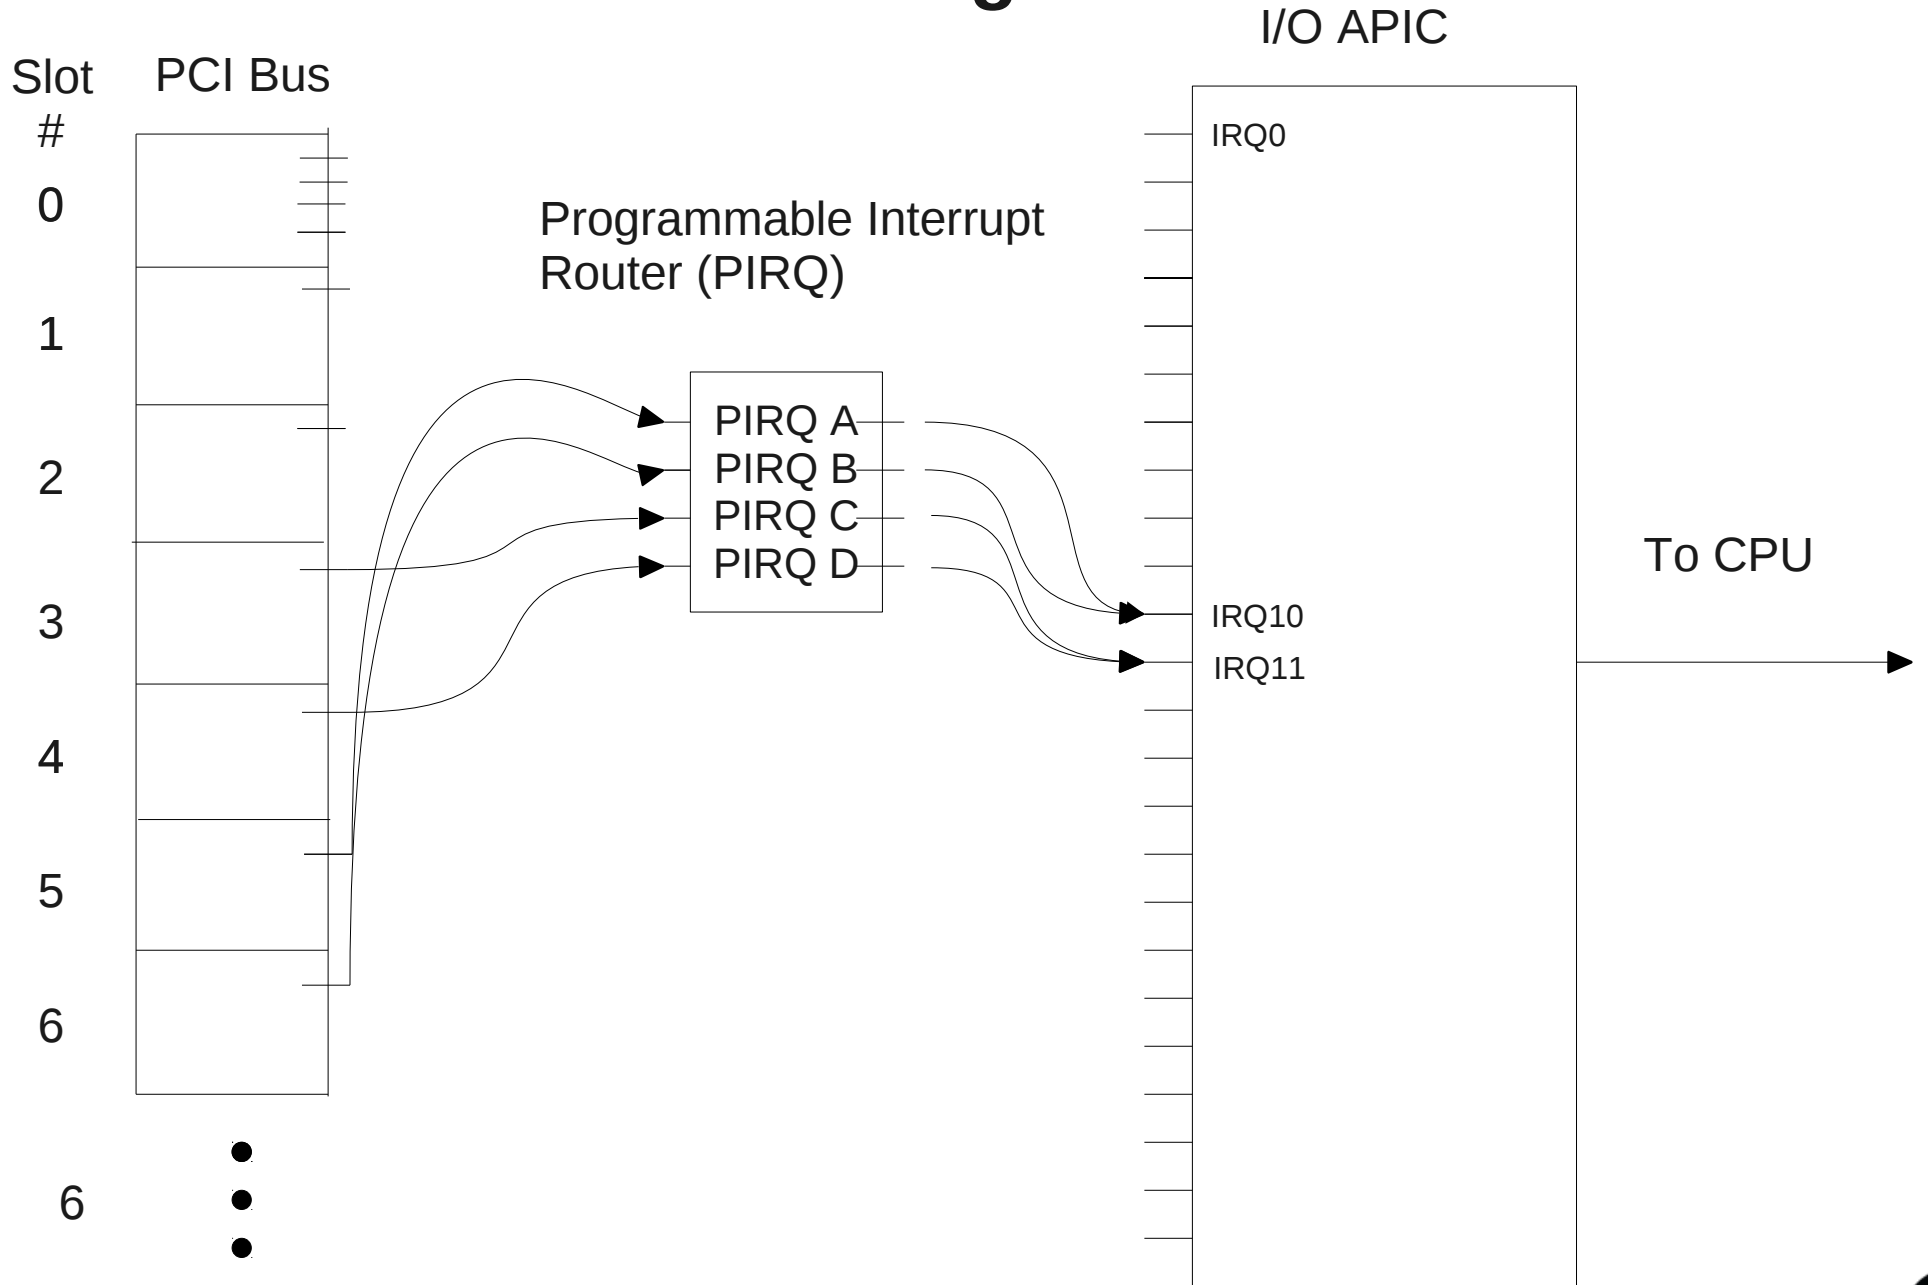 I/O APIC
Slot
#
PCI Bus
0
1
2
3
4
5
6
6
Programmable Interrupt
Router (PIRQ)
PIRQ A
PIRQ B
PIRQ C
PIRQ D
IRQ0
IRQ10
IRQ11
To CPU